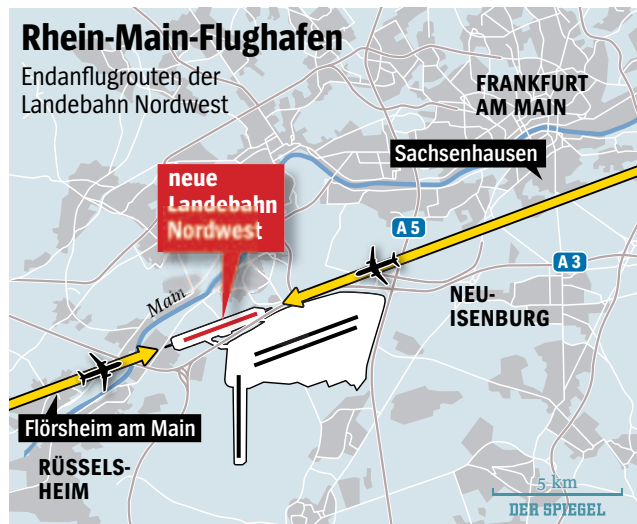 Rhein-Main-Flughafen
Endanflugrouten der
Landebahn Nordwest
FRANKFURT
AM MAIN
Sachsenhausen
neue
Landebahn
Nordwest
A 5
A 3
Main
NEU-
ISENBURG
Flörsheim am Main
RÜSSELS-
HEIM
5 km
DER SPIEGEL